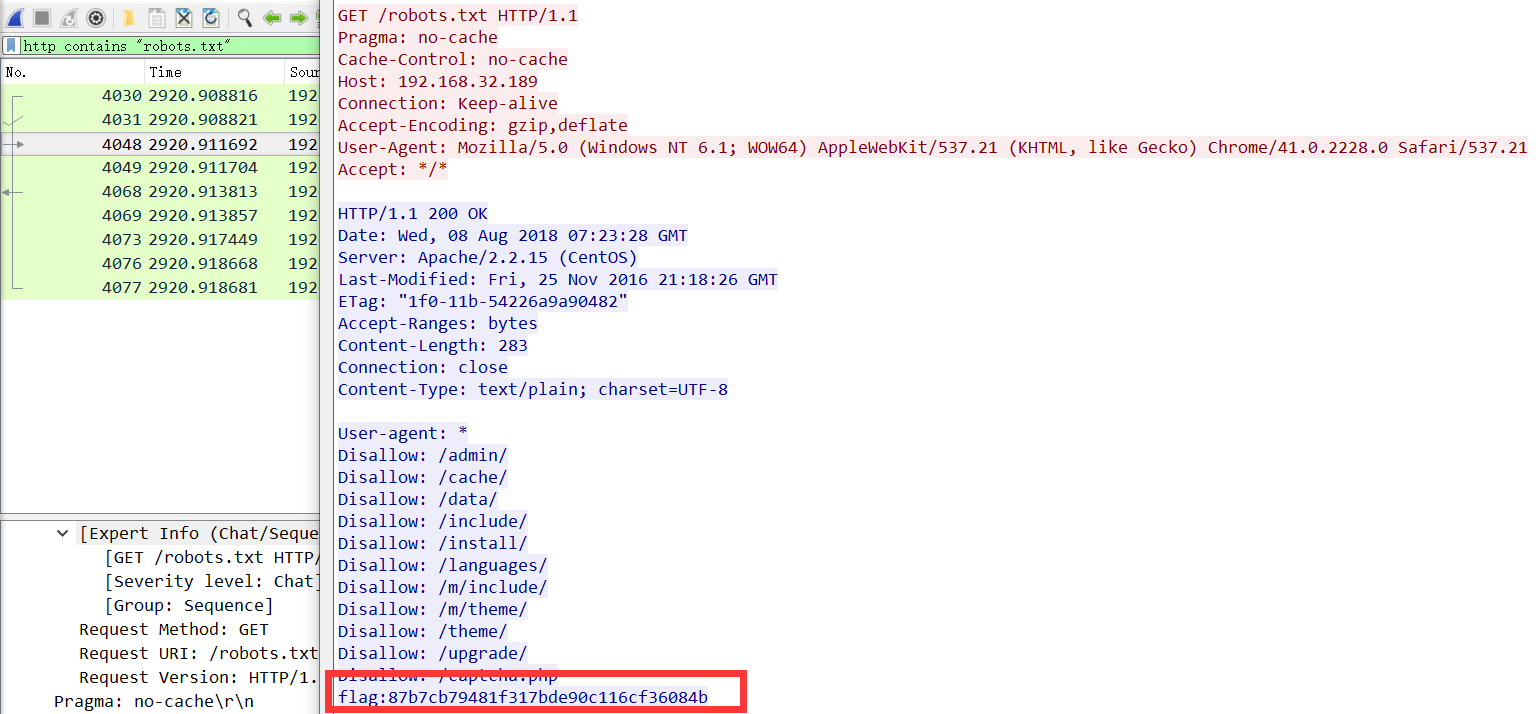 http contains "robots.txt"
No. Time Sour
4030 2920.908816 192
4031 2920.908821 192
4048 2920.911692 192
4049 2920.911704 192
4068 2920.913813 192
4069 2920.913857 192
4073 2920.917449 192
4076 2920.918668 192
4077 2920.918681 192
[Expert Info (Chat/Seque
[GET /robots.txt HTTP/
[Severity level: Chat]
[Group: Sequence]
Request Method: GET
Request URI: /robots.txt
Request Version: HTTP/1.
Pragma: no-cache\r\n
GET /robots.txt HTTP/1.1
Pragma: no-cache
Cache-Control: no-cache
Host: 192.168.32.189
Connection: Keep-alive
Accept-Encoding: gzip,deflate
User-Agent: Mozilla/5.0 (Windows NT 6.1; WOW64) AppleWebKit/537.21 (KHTML, like Gecko) Chrome/41.0.2228.0 Safari/537.21
Accept: */*
HTTP/1.1 200 OK
Date: Wed, 08 Aug 2018 07:23:28 GMT
Server: Apache/2.2.15 (CentOS)
Last-Modified: Fri, 25 Nov 2016 21:18:26 GMT
ETag: "1f0-11b-54226a9a90482"
Accept-Ranges: bytes
Content-Length: 283
Connection: close
Content-Type: text/plain; charset=UTF-8
User-agent: *
Disallow: /admin/
Disallow: /cache/
Disallow: /data/
Disallow: /include/
Disallow: /install/
Disallow: /languages/
Disallow: /m/include/
Disallow: /m/theme/
Disallow: /theme/
Disallow: /upgrade/
Disallow: /captcha.php
flag:87b7cb79481f317bde90c116cf36084b